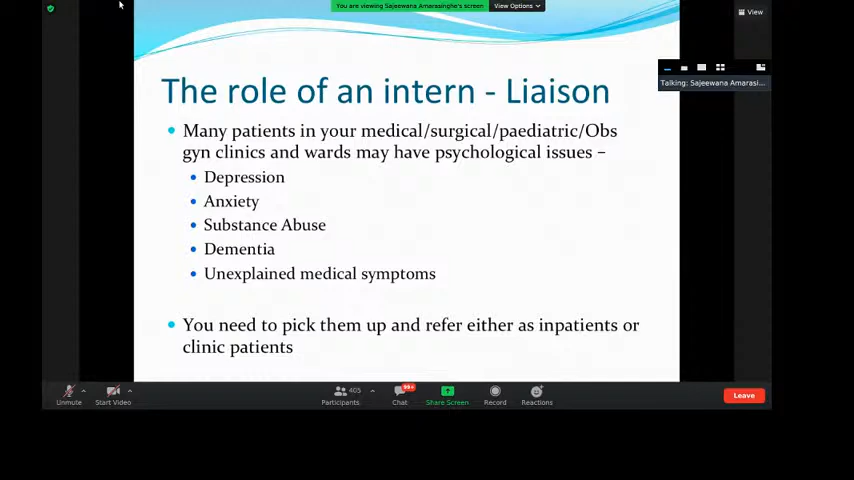 You are viewing Sajeewana Amarasinghe's screen
View Options
View
Talking: Sajeewana Amarasi...
The role of an intern - Liaison
Many patients in your medical/surgical/paediatric/Obs
gyn clinics and wards may have psychological issues –
Depression
Anxiety
Substance Abuse
Dementia
Unexplained medical symptoms
You need to pick them up and refer either as inpatients or
clinic patients
Unmute
Start Video
405
Participants
99+
Chat
Share Screen
Record
Reactions
Leave